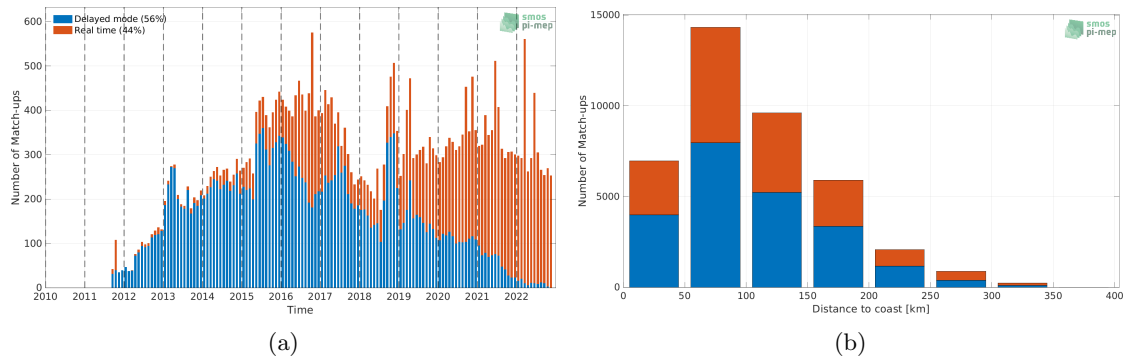 Delayed mode (56%)
Real time (44%)
smos
pi-mep
Number of Match-ups
600
500
400
300
200
100
0
2010 2011 2012 2013 2014 2015 2016 2017 2018 2019 2020 2021 2022
Time
(a)
smos
pi-mep
Number of Match-ups
15000
10000
5000
0
0 50 100 150 200 250 300 350 400
Distance to coast [km]
(b)